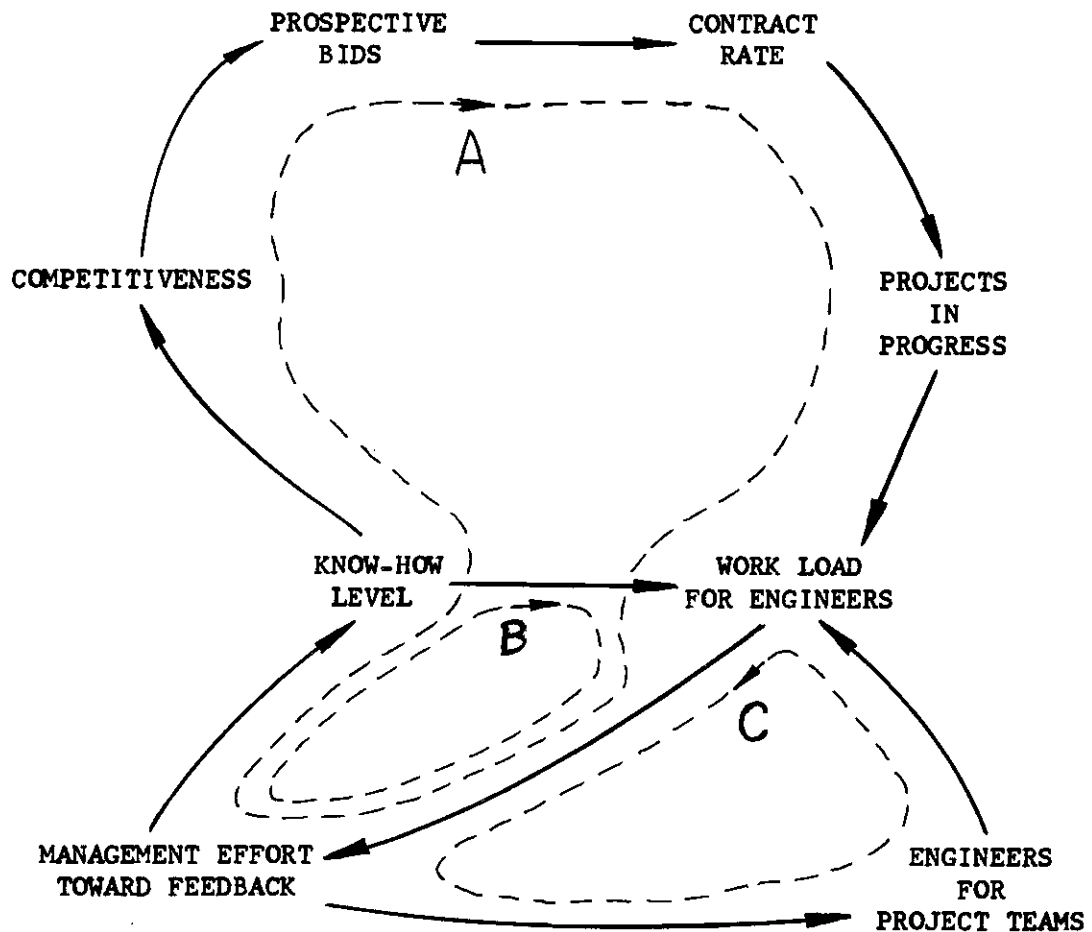 PROSPECTIVE
BIDS
CONTRACT
RATE
A
COMPETITIVENESS
PROJECTS
IN
PROGRESS
KNOW-HOW
LEVEL
WORK LOAD
FOR ENGINEERS
B
C
MANAGEMENT EFFORT
TOWARD FEEDBACK
ENGINEERS
FOR
PROJECT TEAMS